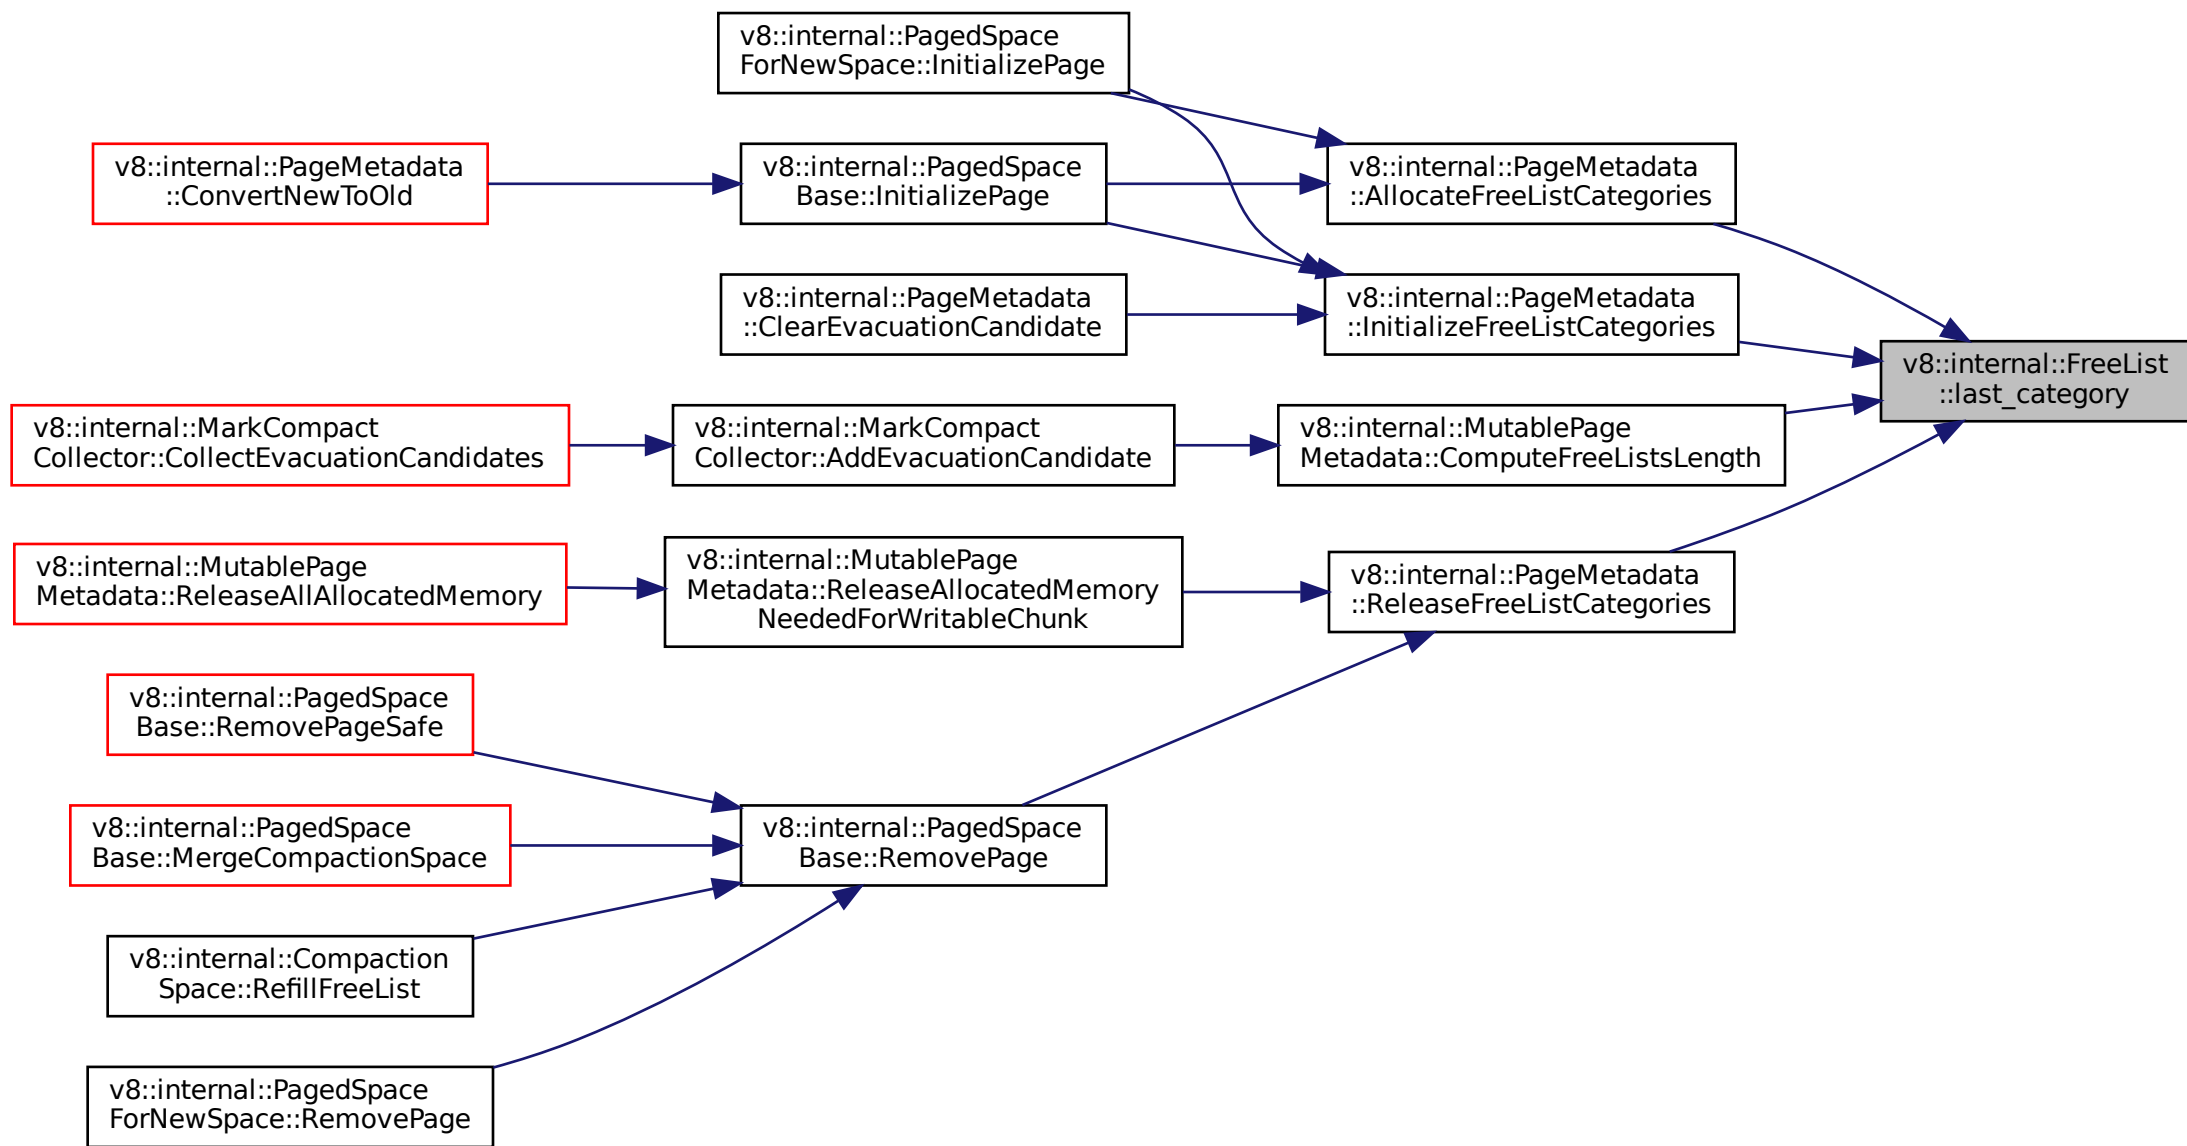 v8::internal::PagedSpace
ForNewSpace::InitializePage
v8::internal::PageMetadata
::ConvertNewToOld
v8::internal::PagedSpace
Base::InitializePage
v8::internal::PageMetadata
::AllocateFreeListCategories
v8::internal::PageMetadata
::ClearEvacuationCandidate
v8::internal::PageMetadata
::InitializeFreeListCategories
v8::internal::FreeList
::last_category
v8::internal::MarkCompact
Collector::CollectEvacuationCandidates
v8::internal::MarkCompact
Collector::AddEvacuationCandidate
v8::internal::MutablePage
Metadata::ComputeFreeListsLength
v8::internal::MutablePage
Metadata::ReleaseAllAllocatedMemory
v8::internal::MutablePage
Metadata::ReleaseAllocatedMemory
NeededForWritableChunk
v8::internal::PageMetadata
::ReleaseFreeListCategories
v8::internal::PagedSpace
Base::RemovePageSafe
v8::internal::PagedSpace
Base::MergeCompactionSpace
v8::internal::PagedSpace
Base::RemovePage
v8::internal::Compaction
Space::RefillFreeList
v8::internal::PagedSpace
ForNewSpace::RemovePage